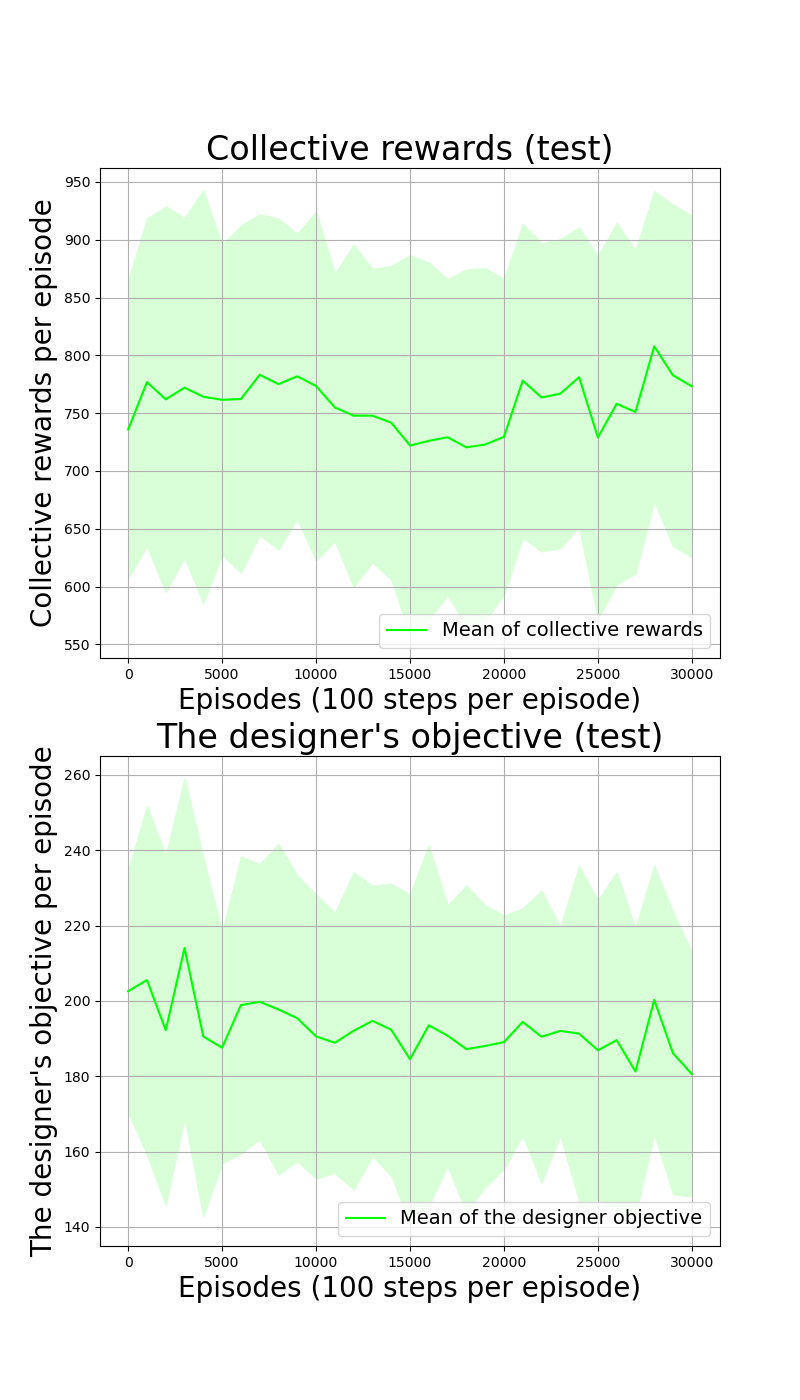 Collective rewards (test)
Collective rewards per episode
950
900
850
800
750
700
650
600
550
Mean of collective rewards
0 5000 10000 15000 20000 25000 30000
Episodes (100 steps per episode)
The designer's objective (test)
The designer's objective per episode
260
240
220
200
180
160
140
Mean of the designer objective
0 5000 10000 15000 20000 25000 30000
Episodes (100 steps per episode)